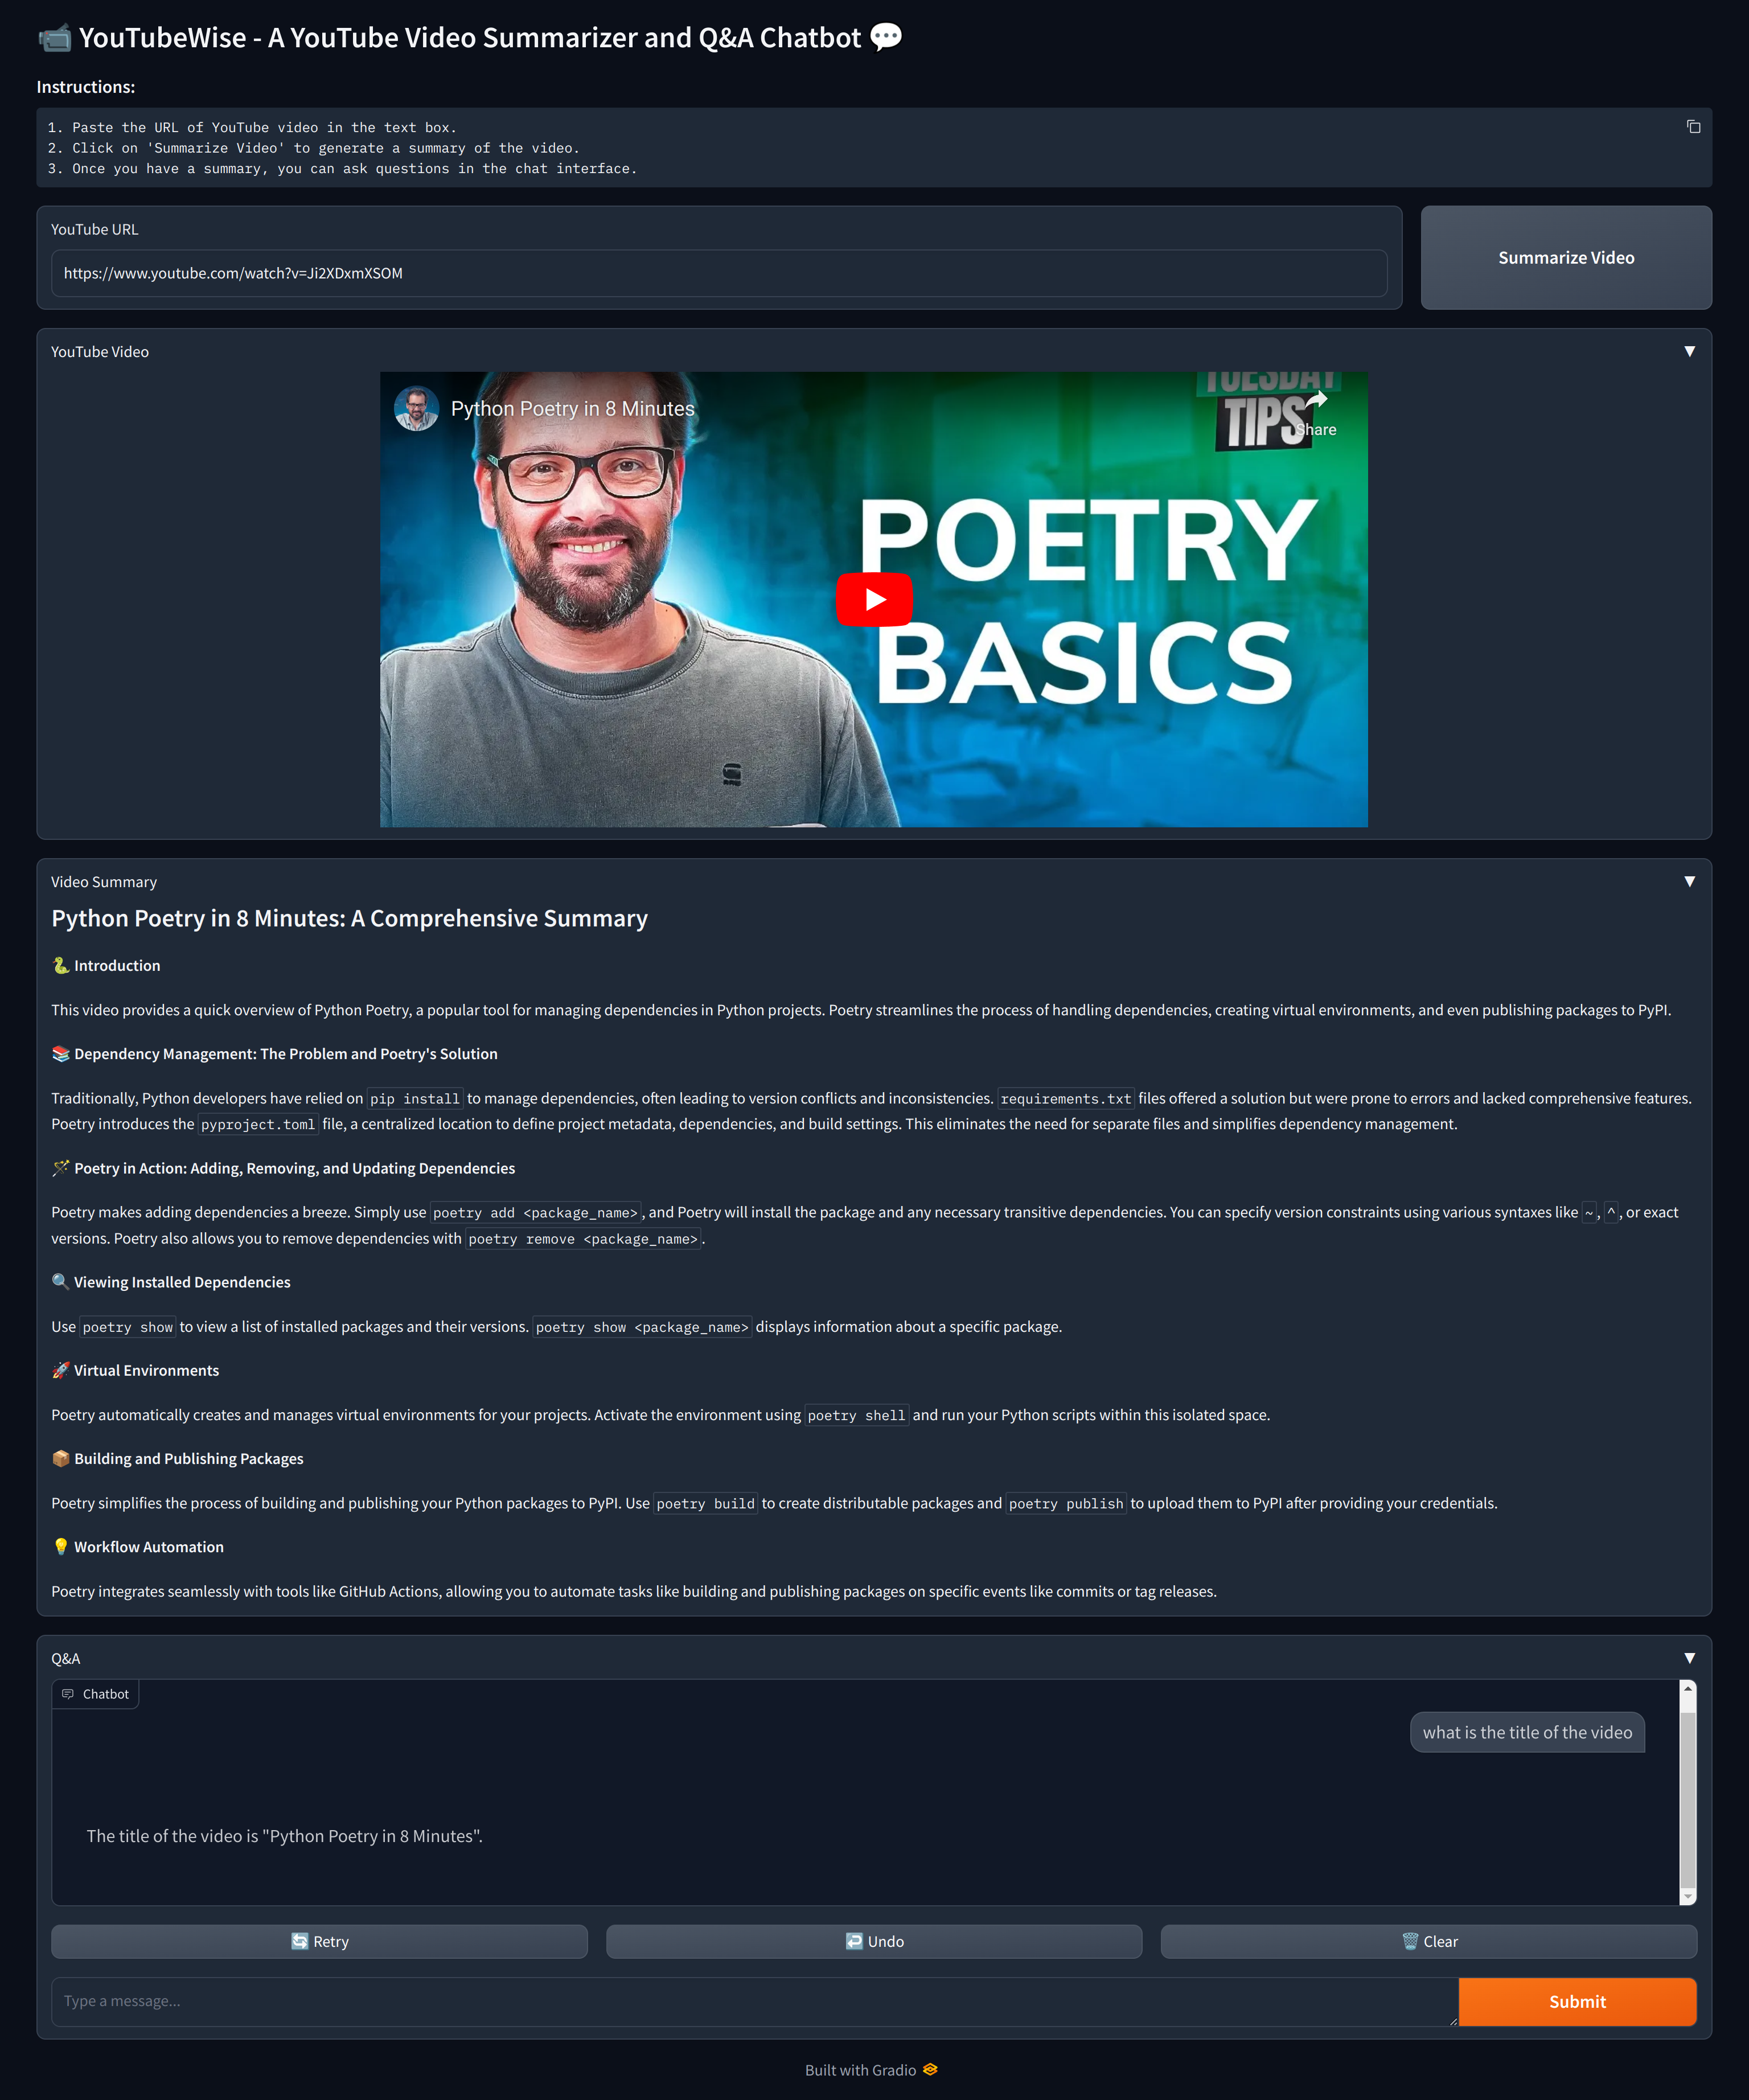 📹 YouTubeWise - A YouTube Video Summarizer and Q&A Chatbot 💬
Instructions:
1. Paste the URL of YouTube video in the text box.
2. Click on 'Summarize Video' to generate a summary of the video.
3. Once you have a summary, you can ask questions in the chat interface.
YouTube URL
https://www.youtube.com/watch?v=Ji2XDxmXSOM
Summarize Video
YouTube Video
▼
Python Poetry in 8 Minutes
TUESDAY
TIPS
Share
POETRY
BASICS
Video Summary
▼
Python Poetry in 8 Minutes: A Comprehensive Summary
🐍 Introduction
This video provides a quick overview of Python Poetry, a popular tool for managing dependencies in Python projects. Poetry streamlines the process of handling dependencies, creating virtual environments, and even publishing packages to PyPI.
📚 Dependency Management: The Problem and Poetry's Solution
Traditionally, Python developers have relied on pip install to manage dependencies, often leading to version conflicts and inconsistencies. requirements.txt files offered a solution but were prone to errors and lacked comprehensive features.
Poetry introduces the pyproject.toml file, a centralized location to define project metadata, dependencies, and build settings. This eliminates the need for separate files and simplifies dependency management.
🪄 Poetry in Action: Adding, Removing, and Updating Dependencies
Poetry makes adding dependencies a breeze. Simply use poetry add <package_name>, and Poetry will install the package and any necessary transitive dependencies. You can specify version constraints using various syntaxes like ~, ^, or exact
versions. Poetry also allows you to remove dependencies with poetry remove <package_name>.
🔍 Viewing Installed Dependencies
Use poetry show to view a list of installed packages and their versions. poetry show <package_name> displays information about a specific package.
🚀 Virtual Environments
Poetry automatically creates and manages virtual environments for your projects. Activate the environment using poetry shell and run your Python scripts within this isolated space.
📦 Building and Publishing Packages
Poetry simplifies the process of building and publishing your Python packages to PyPI. Use poetry build to create distributable packages and poetry publish to upload them to PyPI after providing your credentials.
💡 Workflow Automation
Poetry integrates seamlessly with tools like GitHub Actions, allowing you to automate tasks like building and publishing packages on specific events like commits or tag releases.
Q&A
▼
Chatbot
what is the title of the video
The title of the video is "Python Poetry in 8 Minutes".
🔄 Retry
↩️ Undo
🗑️ Clear
Type a message...
Submit
Built with Gradio